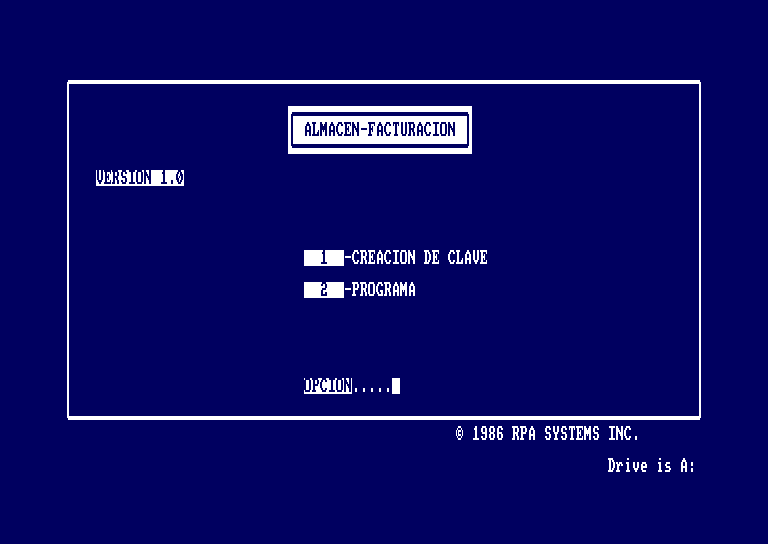 ALMACEN-FACTURACION
VERSION 1.0
1 -CREACION DE CLAVE
2 -PROGRAMA
OPCION.....
© 1986 RPA SYSTEMS INC.
Drive is A: